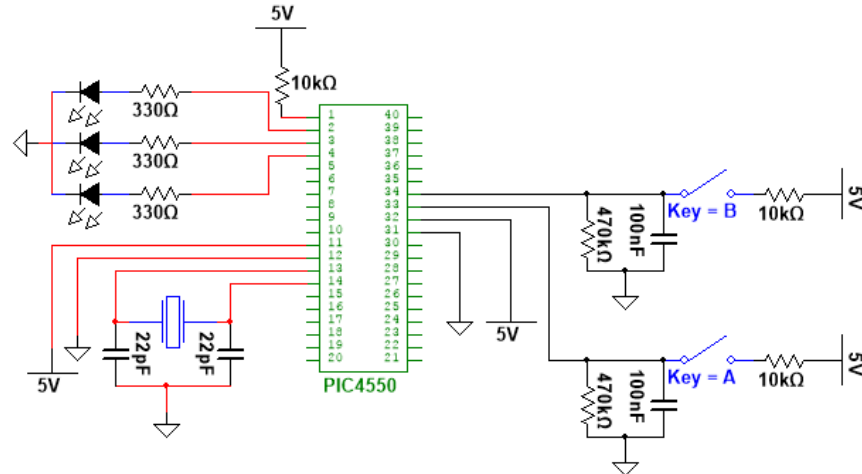 5V
10kΩ
330Ω
330Ω
330Ω
1 40
2 39
3 38
4 37
5 36
6 35
7 34
8 33
9 32
10 31
11 30
12 29
13 28
14 27
15 26
16 25
17 24
18 23
19 22
20 21
PIC4550
Key = B
10kΩ
5V
470kΩ
100nF
5V
22pF
22pF
5V
Key = A
10kΩ
5V
470kΩ
100nF